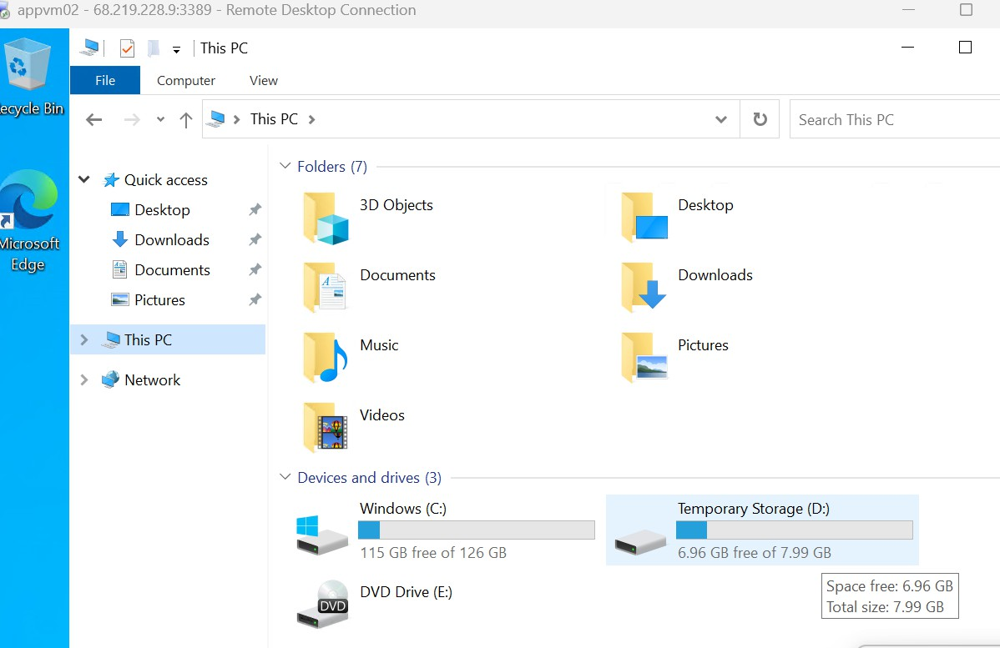 appvm02 - 68.219.228.9:3389 - Remote Desktop Connection
This PC
File Computer View
This PC
Search This PC
ecycle Bin
Microsoft
Edge
Quick access
Desktop
Downloads
Documents
Pictures
This PC
Network
Folders (7)
3D Objects
Desktop
Documents
Downloads
Music
Pictures
Videos
Devices and drives (3)
Windows (C:)
115 GB free of 126 GB
Temporary Storage (D:)
6.96 GB free of 7.99 GB
DVD
DVD Drive (E:)
Space free: 6.96 GB
Total size: 7.99 GB